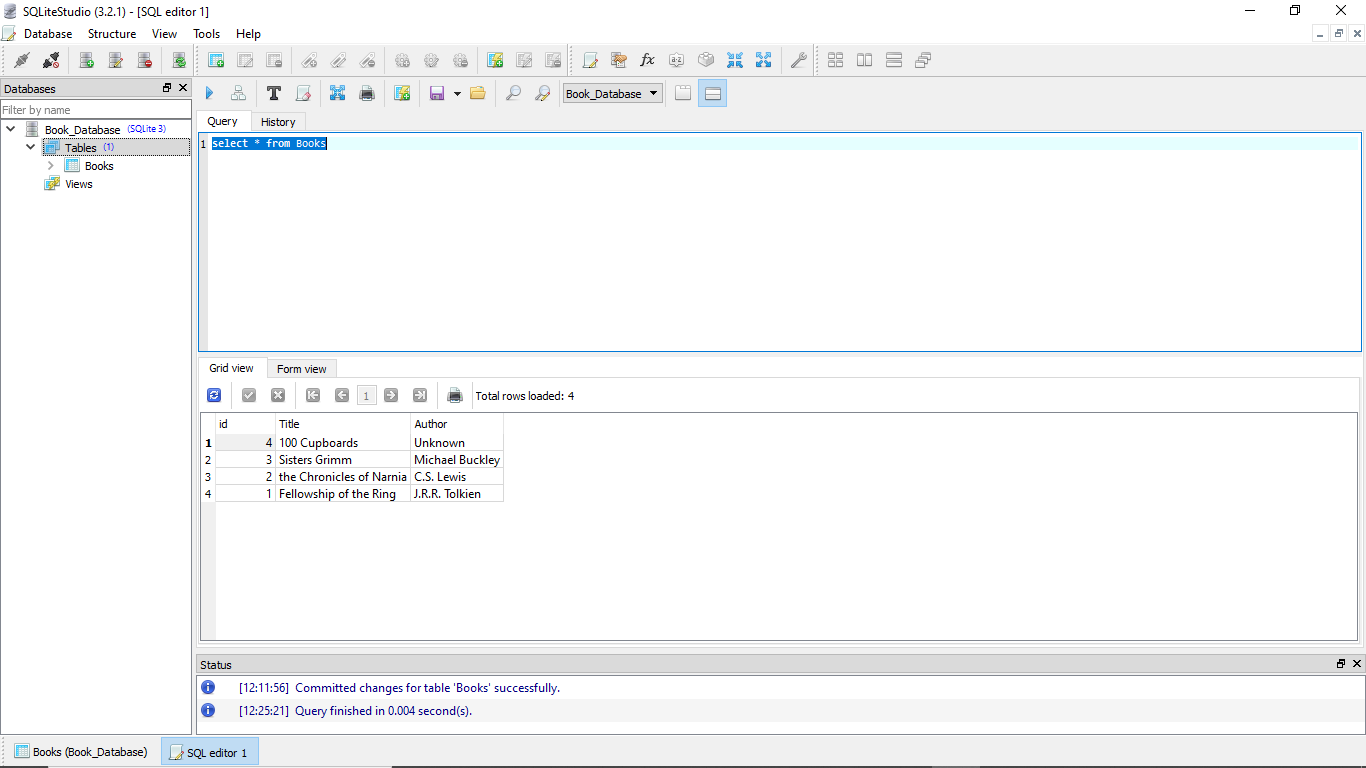 SQLiteStudio (3.2.1) - [SQL editor 1]
Database Structure View Tools Help
Databases
Filter by name
Book_Database (SQLite 3)
Tables (1)
Books
Views
Book_Database
Query History
1 select * from Books
Grid view Form view
1 Total rows loaded: 4
id Title Author
1 4 100 Cupboards Unknown
2 3 Sisters Grimm Michael Buckley
3 2 the Chronicles of Narnia C.S. Lewis
4 1 Fellowship of the Ring J.R.R. Tolkien
Status
[12:11:56] Committed changes for table 'Books' successfully.
[12:25:21] Query finished in 0.004 second(s).
Books (Book_Database) SQL editor 1